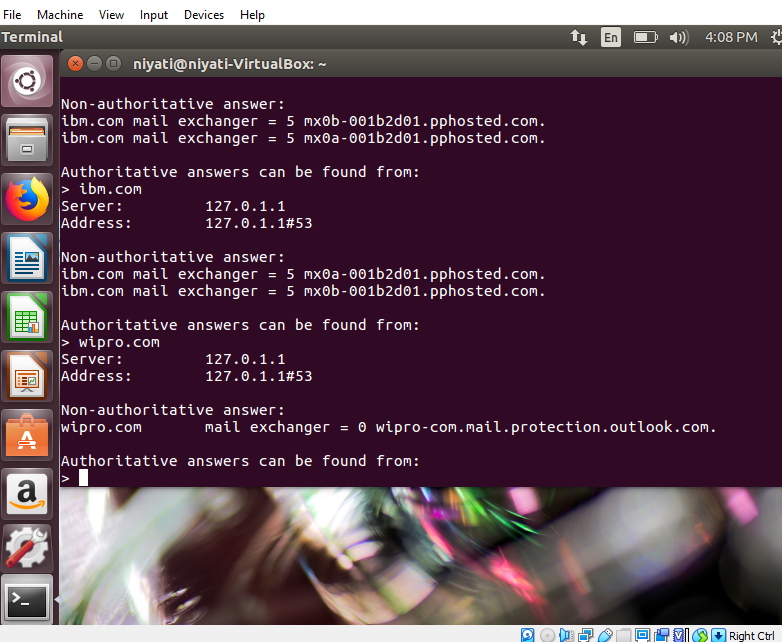 File Machine View Input Devices Help
Terminal En 4:08 PM
niyati@niyati-VirtualBox: ~
Non-authoritative answer:
ibm.com mail exchanger = 5 mx0b-001b2d01.pphosted.com.
ibm.com mail exchanger = 5 mx0a-001b2d01.pphosted.com.
Authoritative answers can be found from:
> ibm.com
Server: 127.0.1.1
Address: 127.0.1.1#53
Non-authoritative answer:
ibm.com mail exchanger = 5 mx0a-001b2d01.pphosted.com.
ibm.com mail exchanger = 5 mx0b-001b2d01.pphosted.com.
Authoritative answers can be found from:
> wipro.com
Server: 127.0.1.1
Address: 127.0.1.1#53
Non-authoritative answer:
wipro.com mail exchanger = 0 wipro-com.mail.protection.outlook.com.
Authoritative answers can be found from:
>
Right Ctrl